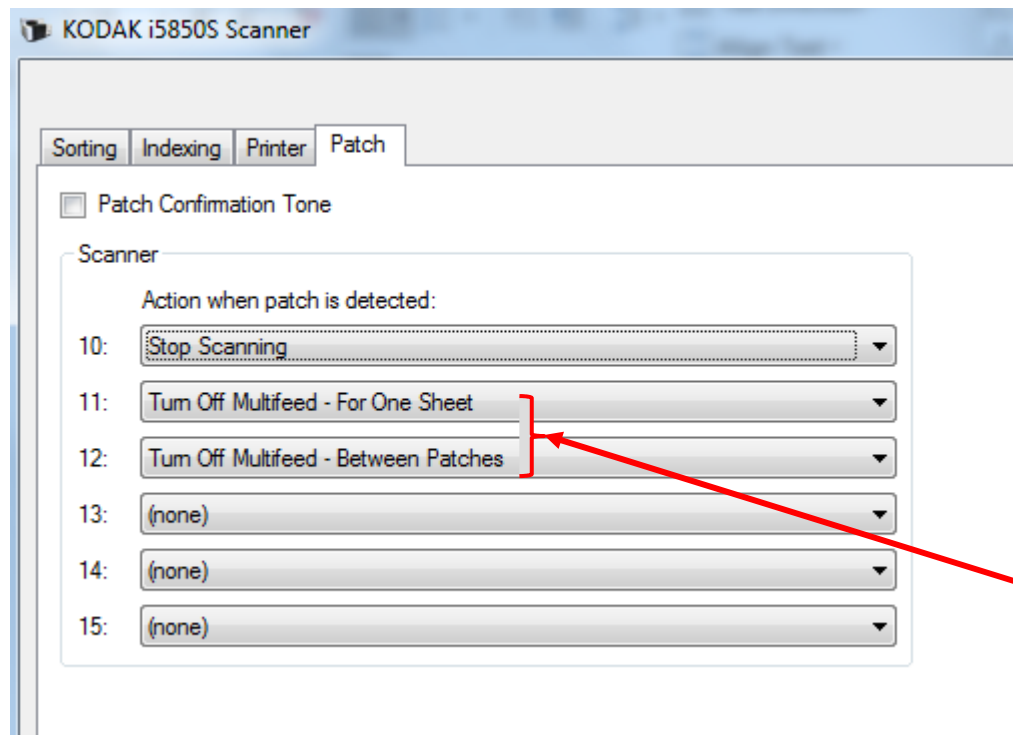 KODAK i5850S Scanner
Sorting Indexing Printer Patch
Patch Confirmation Tone
Scanner
Action when patch is detected:
10: Stop Scanning
11: Turn Off Multifeed - For One Sheet
12: Turn Off Multifeed - Between Patches
13: (none)
14: (none)
15: (none)